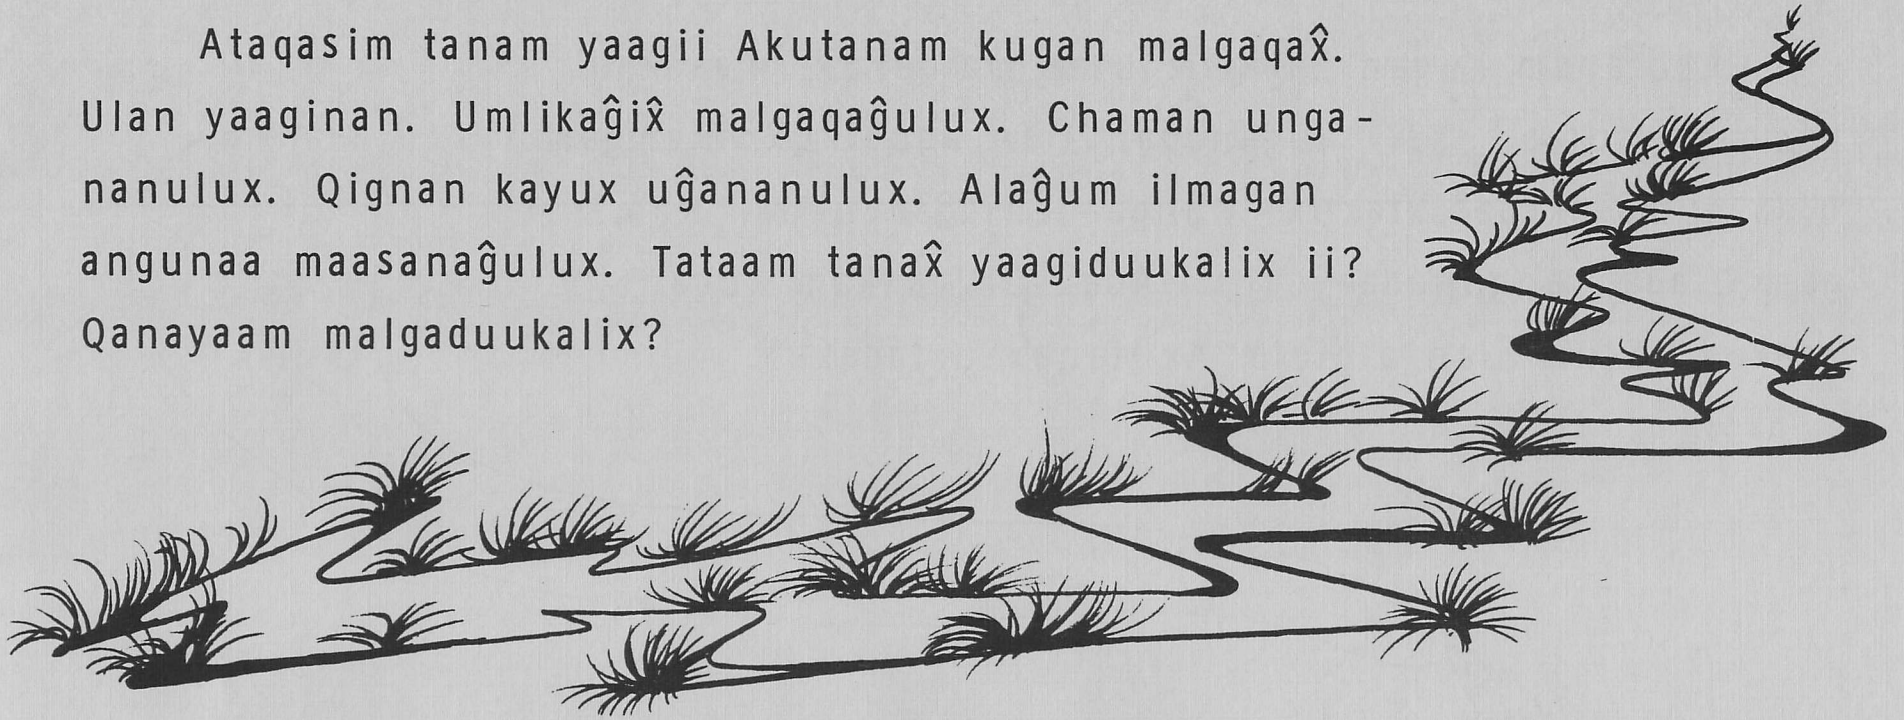 Ataqasim tanam yaagii Akutanam kugan malgaqax̂.
Ulan yaaginan. Umlikaĝix̂ malgaqaĝulux. Chaman unga-
nanulux. Qignan kayux uĝananulux. Alaĝum ilmagan
angunaa maasanaĝulux. Tataam tanax̂ yaagiduukalix ii?
Qanayaam malgaduukalix?